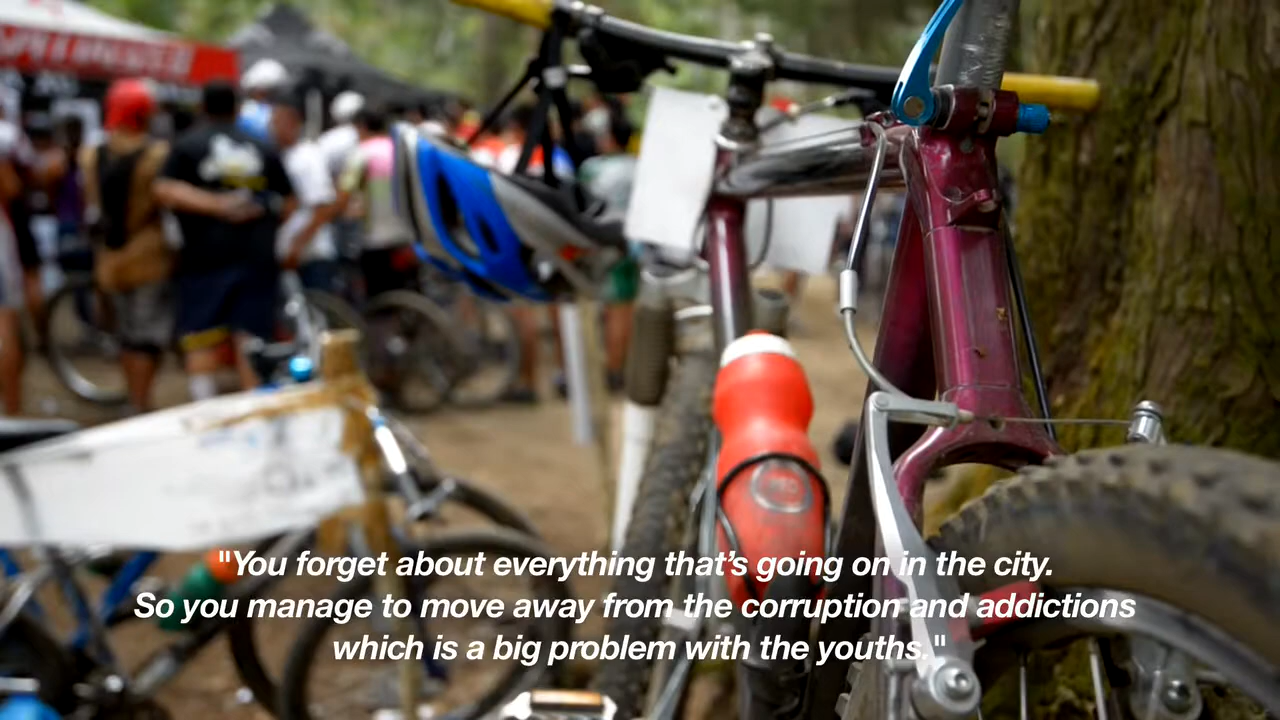 "You forget about everything that’s going on in the city.
So you manage to move away from the corruption and addictions
which is a big problem with the youths."